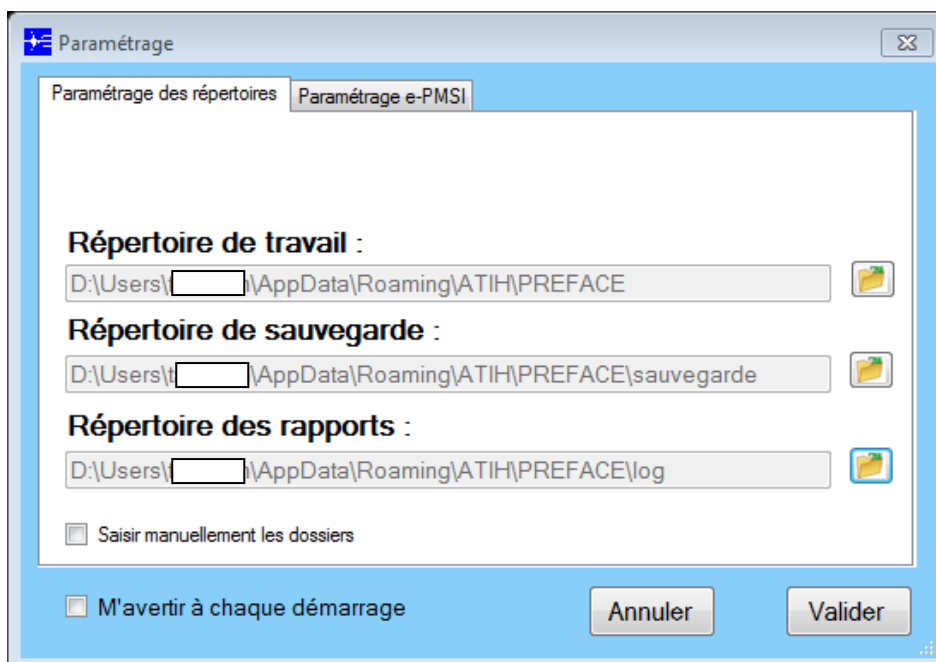 Paramétrage
Paramétrage des répertoires Paramétrage e-PMSI
Répertoire de travail :
D:\Users\ \AppData\Roaming\ATIH\PREFACE
Répertoire de sauvegarde :
D:\Users\t \AppData\Roaming\ATIH\PREFACE\sauvegarde
Répertoire des rapports :
D:\Users\ \AppData\Roaming\ATIH\PREFACE\log
Saisir manuellement les dossiers
M'avertir à chaque démarrage Annuler Valider